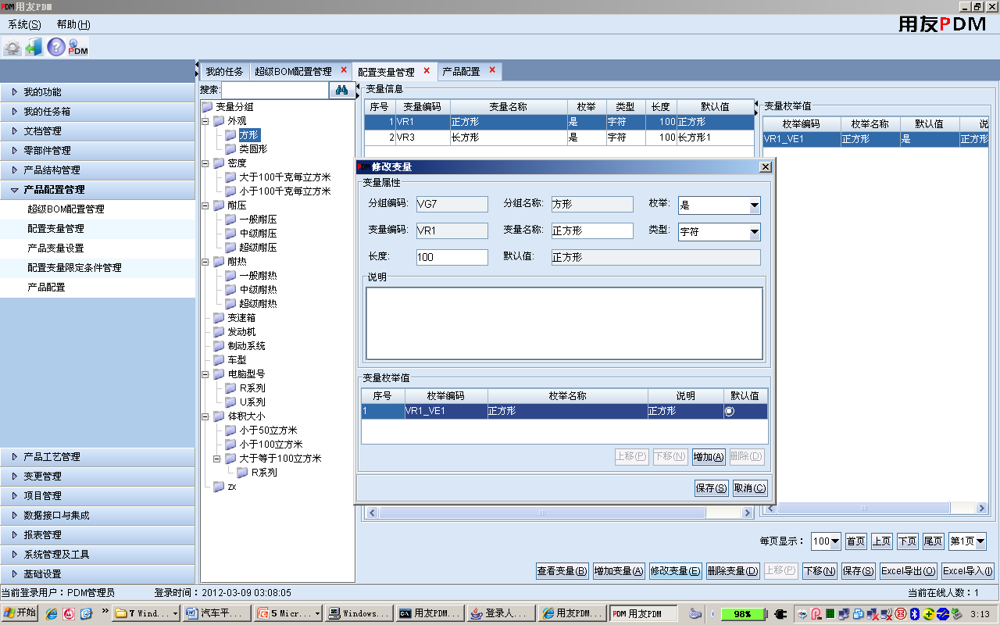 PDM 用友PDM
系统(S) 帮助(H)
用友PDM
PDM
我的任务 超级BOM配置管理 配置变量管理 产品配置
我的功能
我的任务箱
文档管理
零部件管理
产品结构管理
产品配置管理
超级BOM配置管理
配置变量管理
产品变量设置
配置变量限定条件管理
产品配置
产品工艺管理
变更管理
项目管理
数据接口与集成
报表管理
系统管理及工具
基础设置
搜索:
变量分组
外观
方形
类圆形
密度
大于100千克每立方米
小于100千克每立方米
耐压
一般耐压
中级耐压
超级耐压
耐热
一般耐热
中级耐热
超级耐热
变速箱
发动机
制动系统
车型
电脑型号
R系列
U系列
体积大小
小于50立方米
小于100立方米
大于等于100立方米
R系列
zx
变量信息
序号 变量编码 变量名称 枚举 类型 长度 默认值
1 VR1 正方形 是 字符 100 正方形
2 VR3 长方形 是 字符 100 长方形1
变量枚举值
枚举编码 枚举名称 默认值 说
VR1_VE1 正方形 是 正方形
PDM 修改变量
变量属性
分组编码: VG7 分组名称: 方形 枚举: 是
变量编码: VR1 变量名称: 正方形 类型: 字符
长度: 100 默认值: 正方形
说明
变量枚举值
序号 枚举编码 枚举名称 说明 默认值
1 VR1_VE1 正方形 正方形
上移(P) 下移(N) 增加(A) 删除(D)
保存(S) 取消(C)
每页显示： 100 首页 上页 下页 尾页 第1页
查看变量(B) 增加变量(A) 修改变量(E) 删除变量(D) 上移(P) 下移(N) 保存(S) Excel导出(O) Excel导入(I)
当前登录用户：PDM管理员 登录时间：2012-03-09 03:08:05 当前在线人数：1
开始 » 7 Wind... 汽车平... 5 Micr... Windows... 用友PDM... 登录人... 用友PDM... PDM 用友PDM 98% 3:13